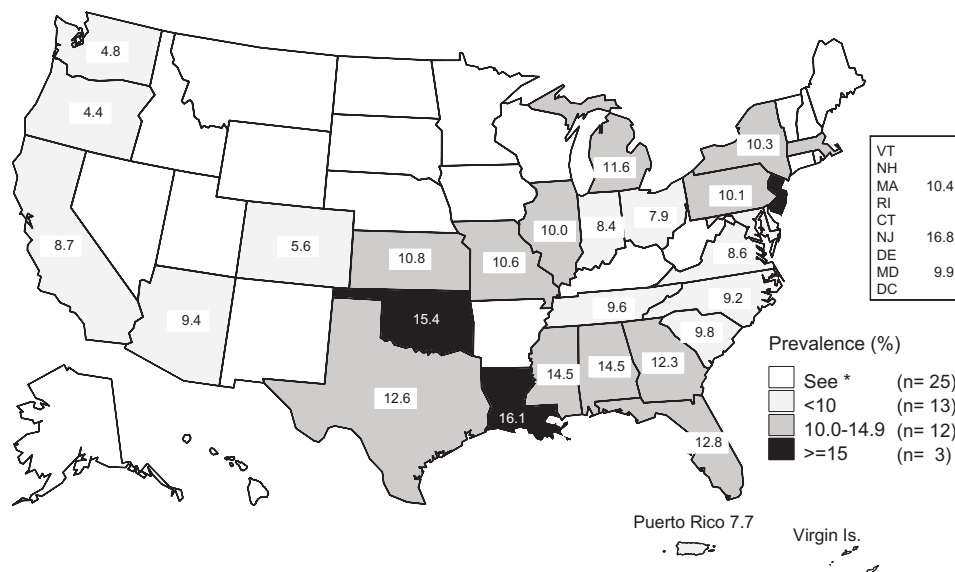 4.8
4.4
10.3
11.6
VT
NH
MA 10.4
RI
CT
NJ 16.8
DE
MD 9.9
DC
10.1
7.9
8.4
10.0
8.7
5.6
10.8
10.6
8.6
9.4
9.6
9.2
15.4
9.8
12.3
14.5
14.5
12.6
16.1
12.8
Prevalence (%)
See * (n= 25)
<10 (n= 13)
10.0-14.9 (n= 12)
>=15 (n= 3)
Puerto Rico 7.7
Virgin Is.